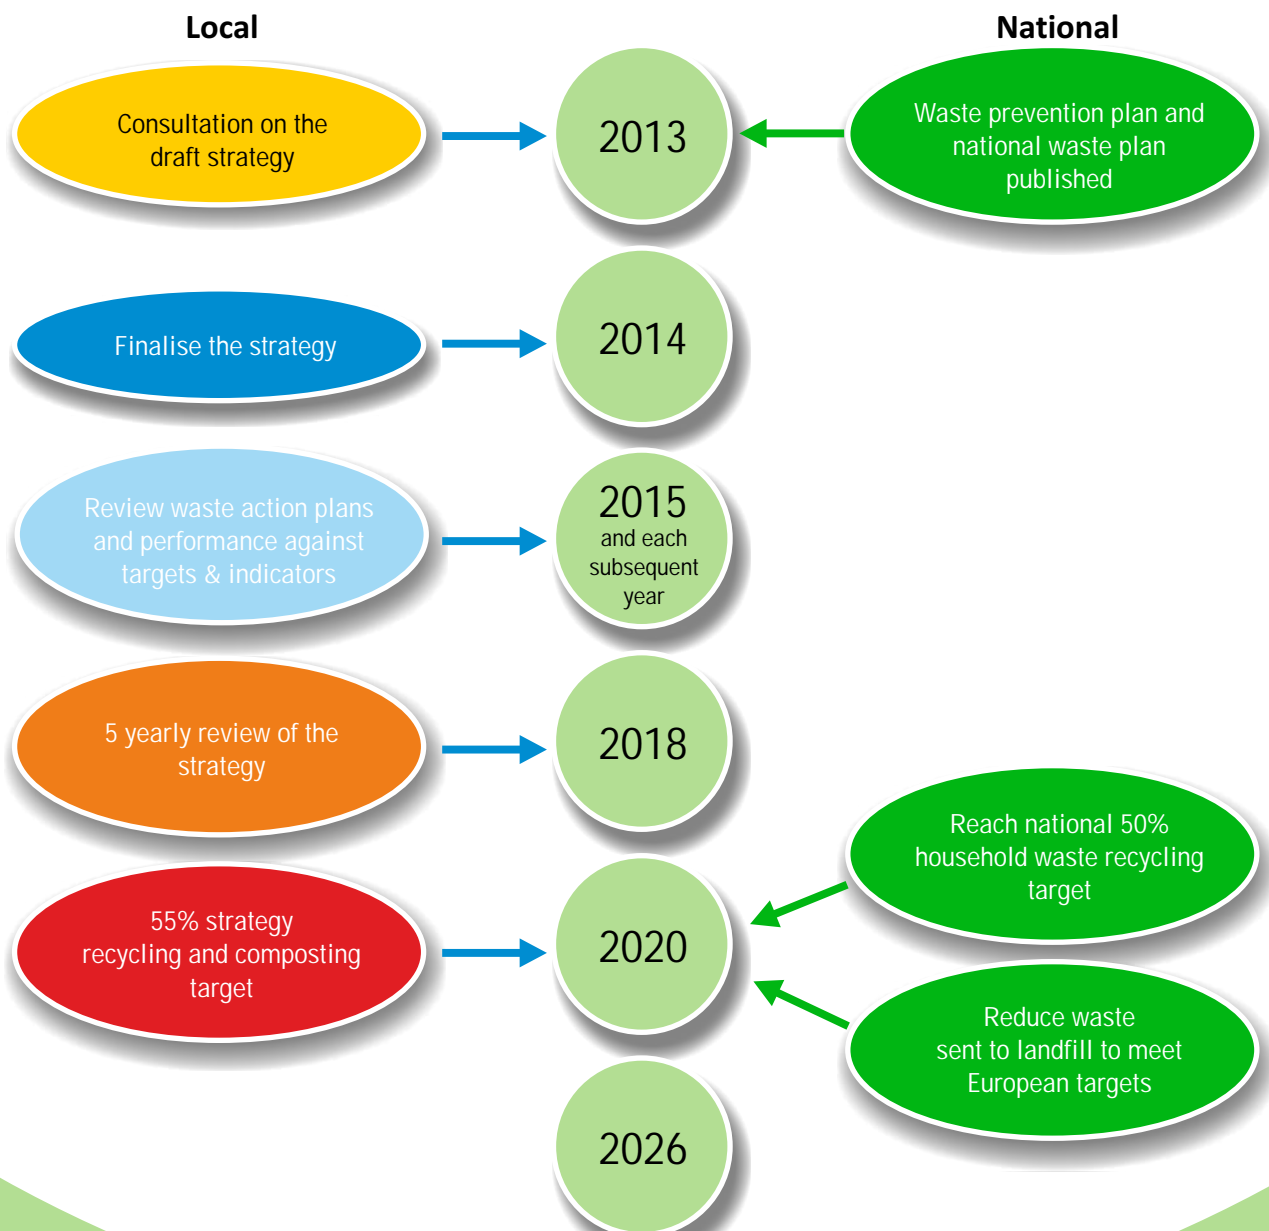 Local
National
Consultation on the
draft strategy
2013
Waste prevention plan and
national waste plan
published
Finalise the strategy
2014
Review waste action plans
and performance against
targets & indicators
2015
and each
subsequent
year
5 yearly review of the
strategy
2018
Reach national 50%
household waste recycling
target
55% strategy
recycling and composting
target
2020
Reduce waste
sent to landfill to meet
European targets
2026